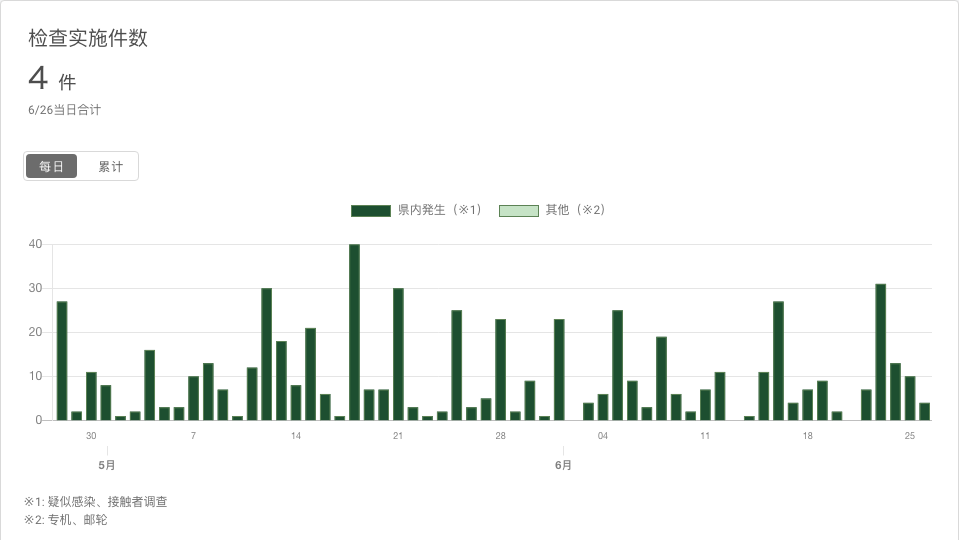 检查实施件数
4 件
6/26当日合计
每日 累计
県内発生（※1） 其他（※2）
40
30
20
10
0
30 7 14 21 28 04 11 18 25
5月 6月
※1: 疑似感染、接触者调查
※2: 专机、邮轮